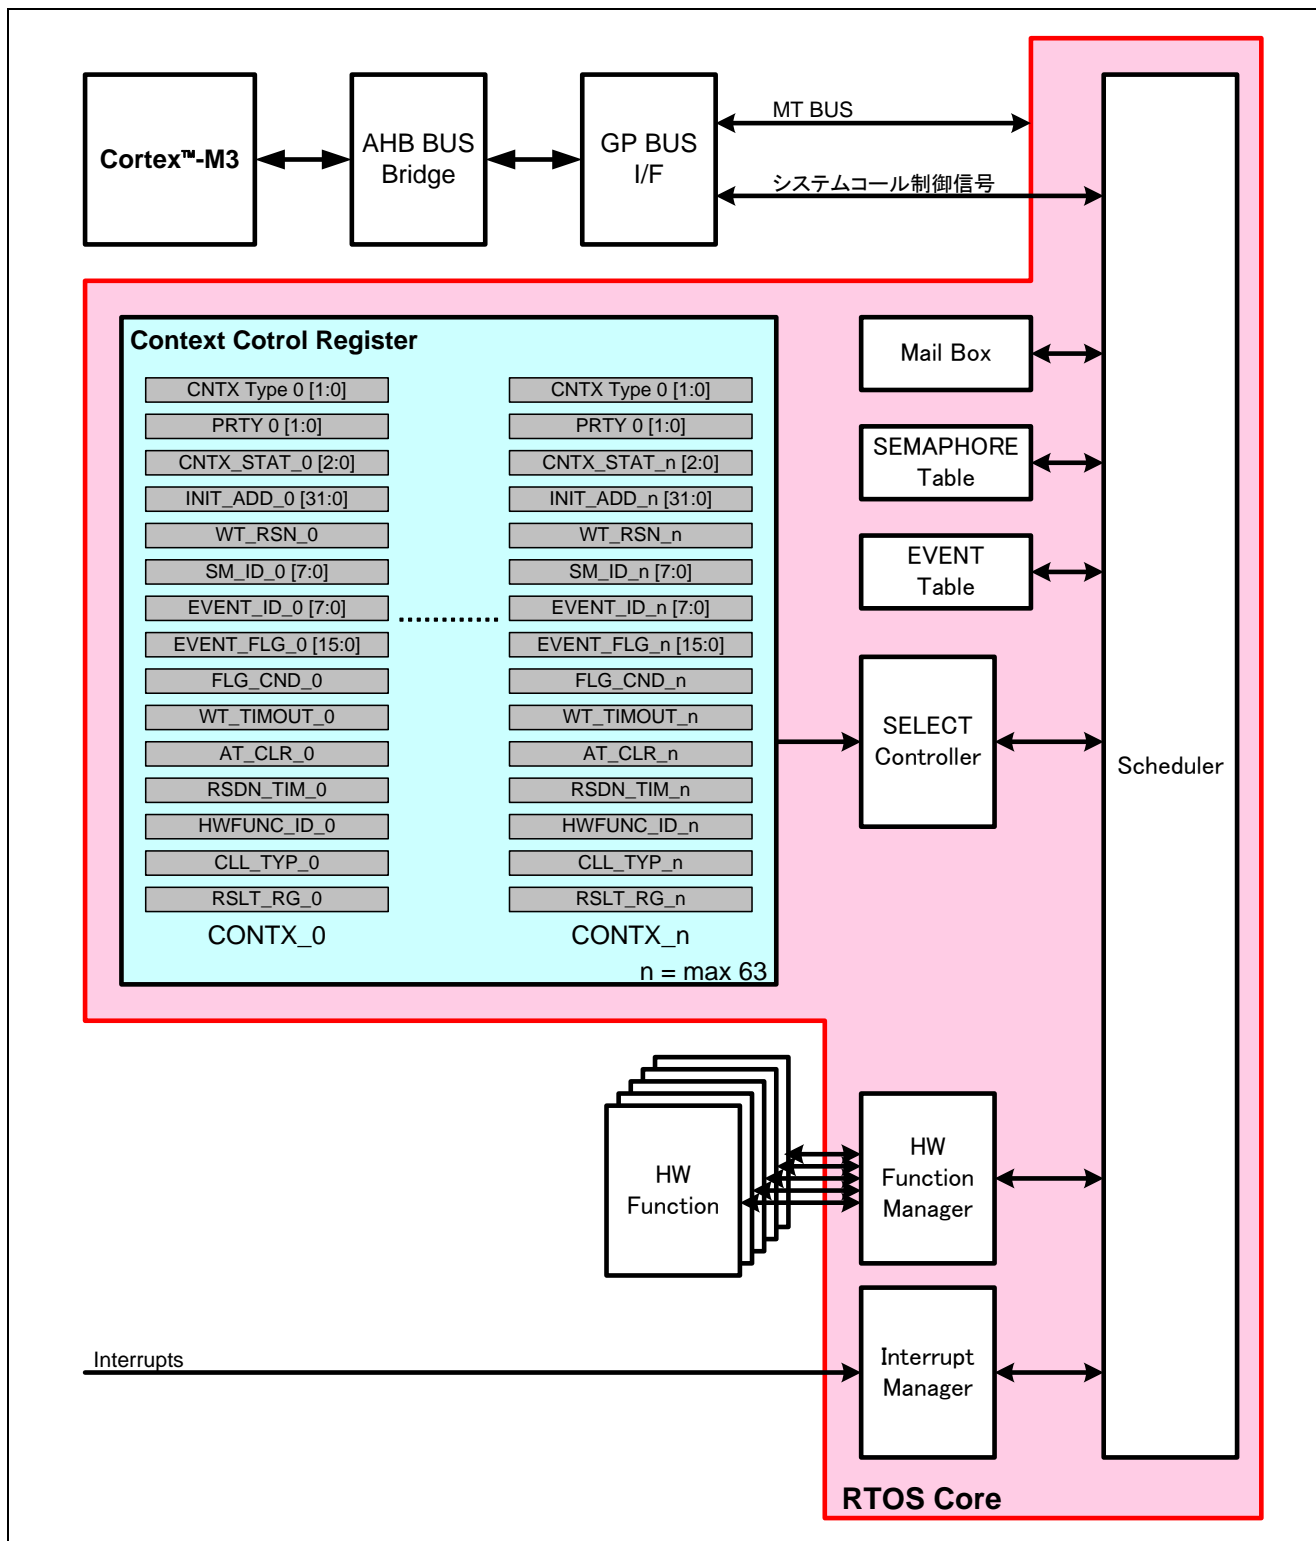 Cortex™-M3
AHB BUS
Bridge
GP BUS
I/F
MT BUS
システムコール制御信号
Context Cotrol Register
CNTX Type 0 [1:0]
PRTY 0 [1:0]
CNTX_STAT_0 [2:0]
INIT_ADD_0 [31:0]
WT_RSN_0
SM_ID_0 [7:0]
EVENT_ID_0 [7:0]
EVENT_FLG_0 [15:0]
FLG_CND_0
WT_TIMOUT_0
AT_CLR_0
RSDN_TIM_0
HWFUNC_ID_0
CLL_TYP_0
RSLT_RG_0
CONTX_0
CNTX Type 0 [1:0]
PRTY 0 [1:0]
CNTX_STAT_n [2:0]
INIT_ADD_n [31:0]
WT_RSN_n
SM_ID_n [7:0]
EVENT_ID_n [7:0]
EVENT_FLG_n [15:0]
FLG_CND_n
WT_TIMOUT_n
AT_CLR_n
RSDN_TIM_n
HWFUNC_ID_n
CLL_TYP_n
RSLT_RG_n
CONTX_n
n = max 63
Mail Box
SEMAPHORE
Table
EVENT
Table
SELECT
Controller
Scheduler
HW
Function
HW
Function
Manager
Interrupts
Interrupt
Manager
RTOS Core